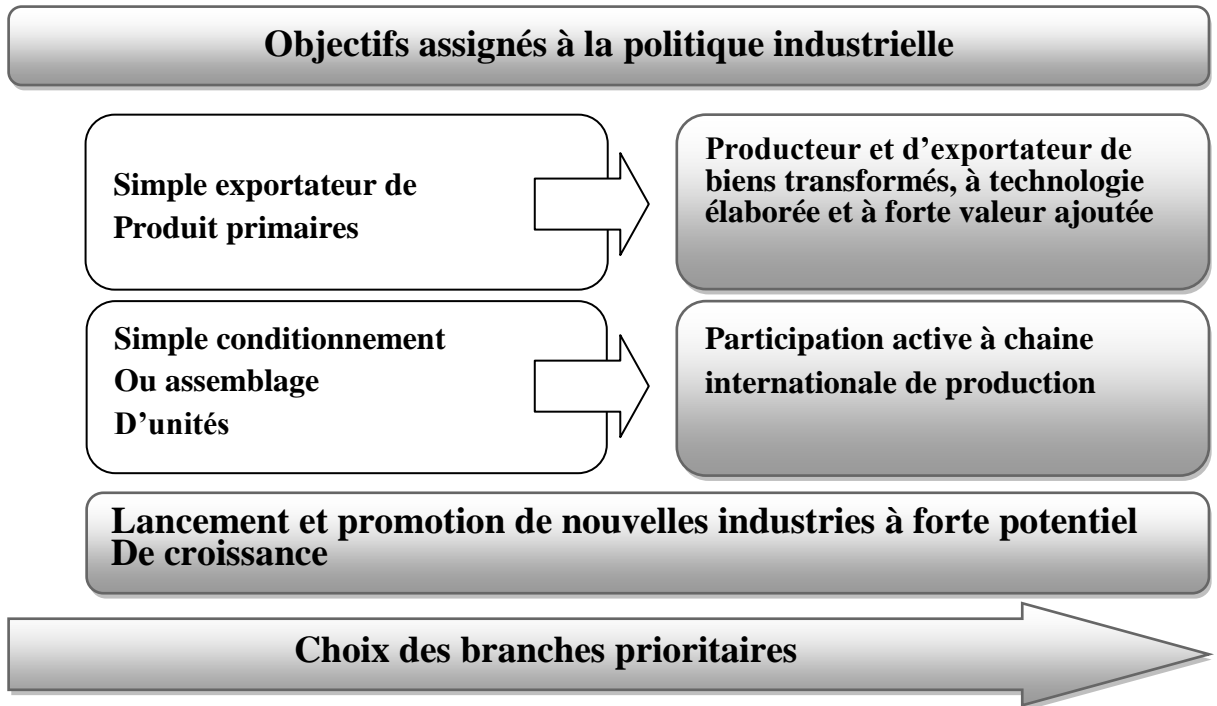 Objectifs assignés à la politique industrielle
Simple exportateur de
Produit primaires
Producteur et d’exportateur de
biens transformés, à technologie
élaborée et à forte valeur ajoutée
Simple conditionnement
Ou assemblage
D’unités
Participation active à chaine
internationale de production
Lancement et promotion de nouvelles industries à forte potentiel
De croissance
Choix des branches prioritaires